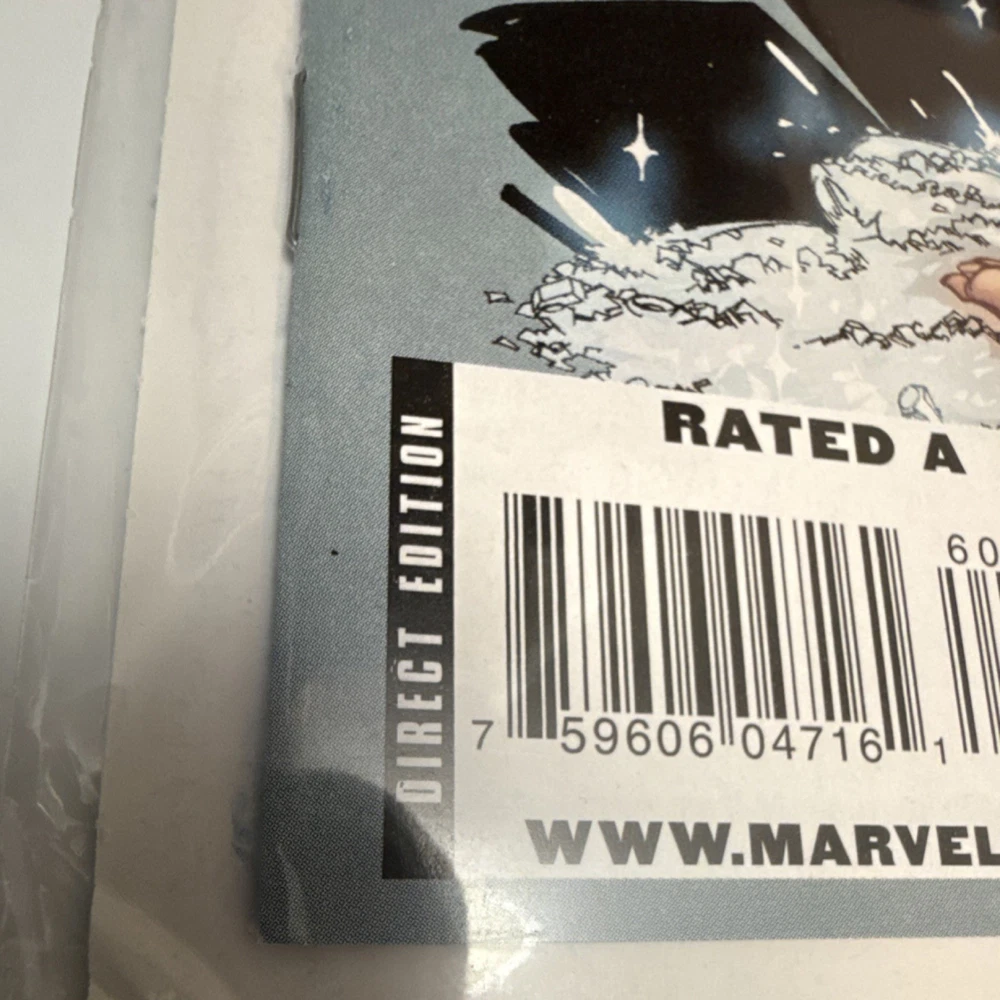 RATED A
DIRECT EDITION
60
7 59606 04716 1
WWW.MARVEL